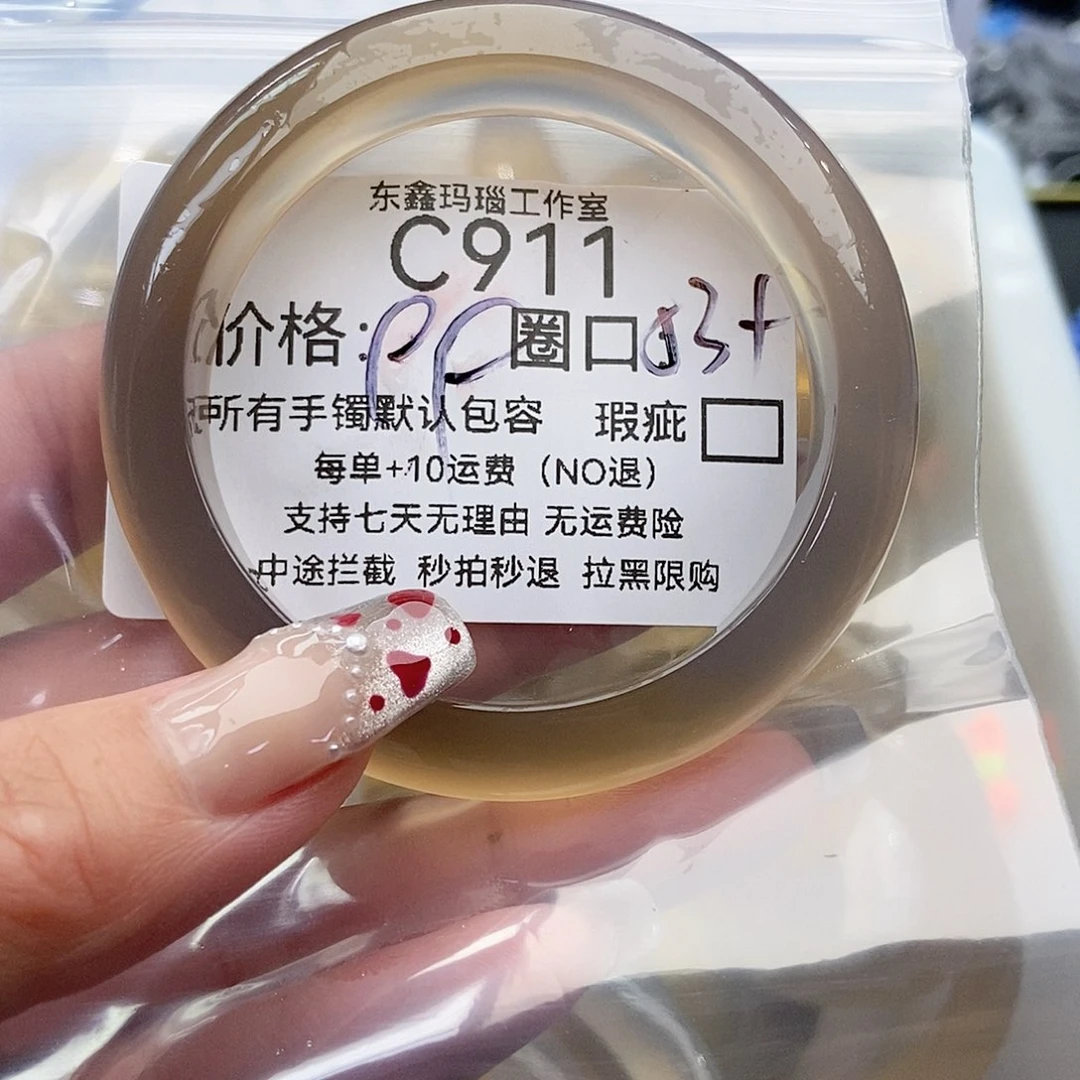 东鑫玛瑙工作室
C911
价格: PP 圈口: 53+
所有手镯默认包容 瑕疵
每单+10运费（NO退）
支持七天无理由 无运费险
中途拦截 秒拍秒退 拉黑限购